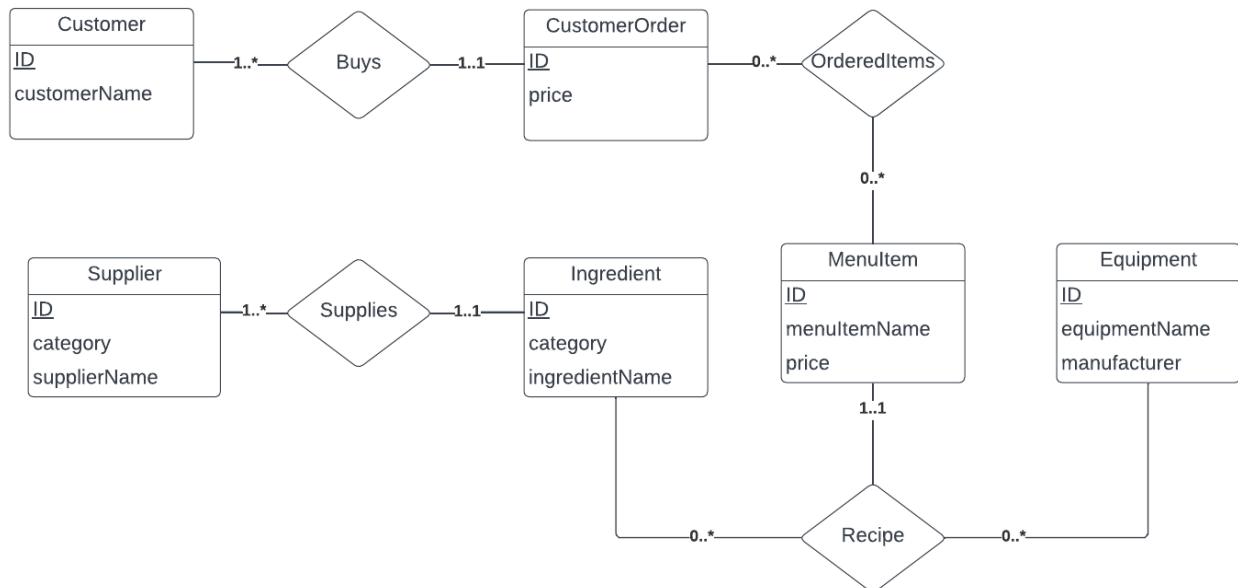 Customer
ID
customerName
1..*
Buys
1..1
CustomerOrder
ID
price
0..*
OrderedItems
0..*
Supplier
ID
category
supplierName
1..*
Supplies
1..1
Ingredient
ID
category
ingredientName
MenuItem
ID
menuItemName
price
Equipment
ID
equipmentName
manufacturer
1..1
0..*
Recipe
0..*